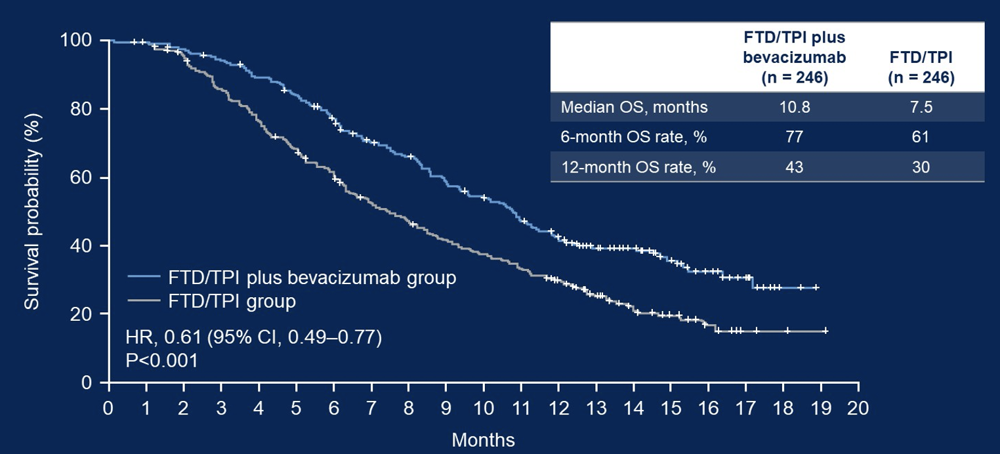 FTD/TPI plus bevacizumab (n = 246)
FTD/TPI (n = 246)
Median OS, months 10.8 7.5
6-month OS rate, % 77 61
12-month OS rate, % 43 30
Survival probability (%)
100
80
60
40
20
0
FTD/TPI plus bevacizumab group
FTD/TPI group
HR, 0.61 (95% CI, 0.49–0.77)
P<0.001
0 1 2 3 4 5 6 7 8 9 10 11 12 13 14 15 16 17 18 19 20
Months